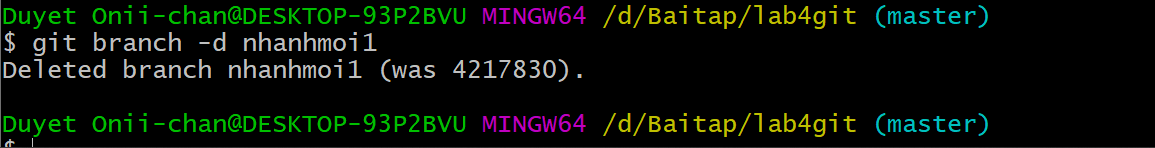 Duyet Onii-chan@DESKTOP-93P2BVU MINGW64 /d/Baitap/lab4git (master)
$ git branch -d nhanhmoi1
Deleted branch nhanhmoi1 (was 4217830).
Duyet Onii-chan@DESKTOP-93P2BVU MINGW64 /d/Baitap/lab4git (master)
$